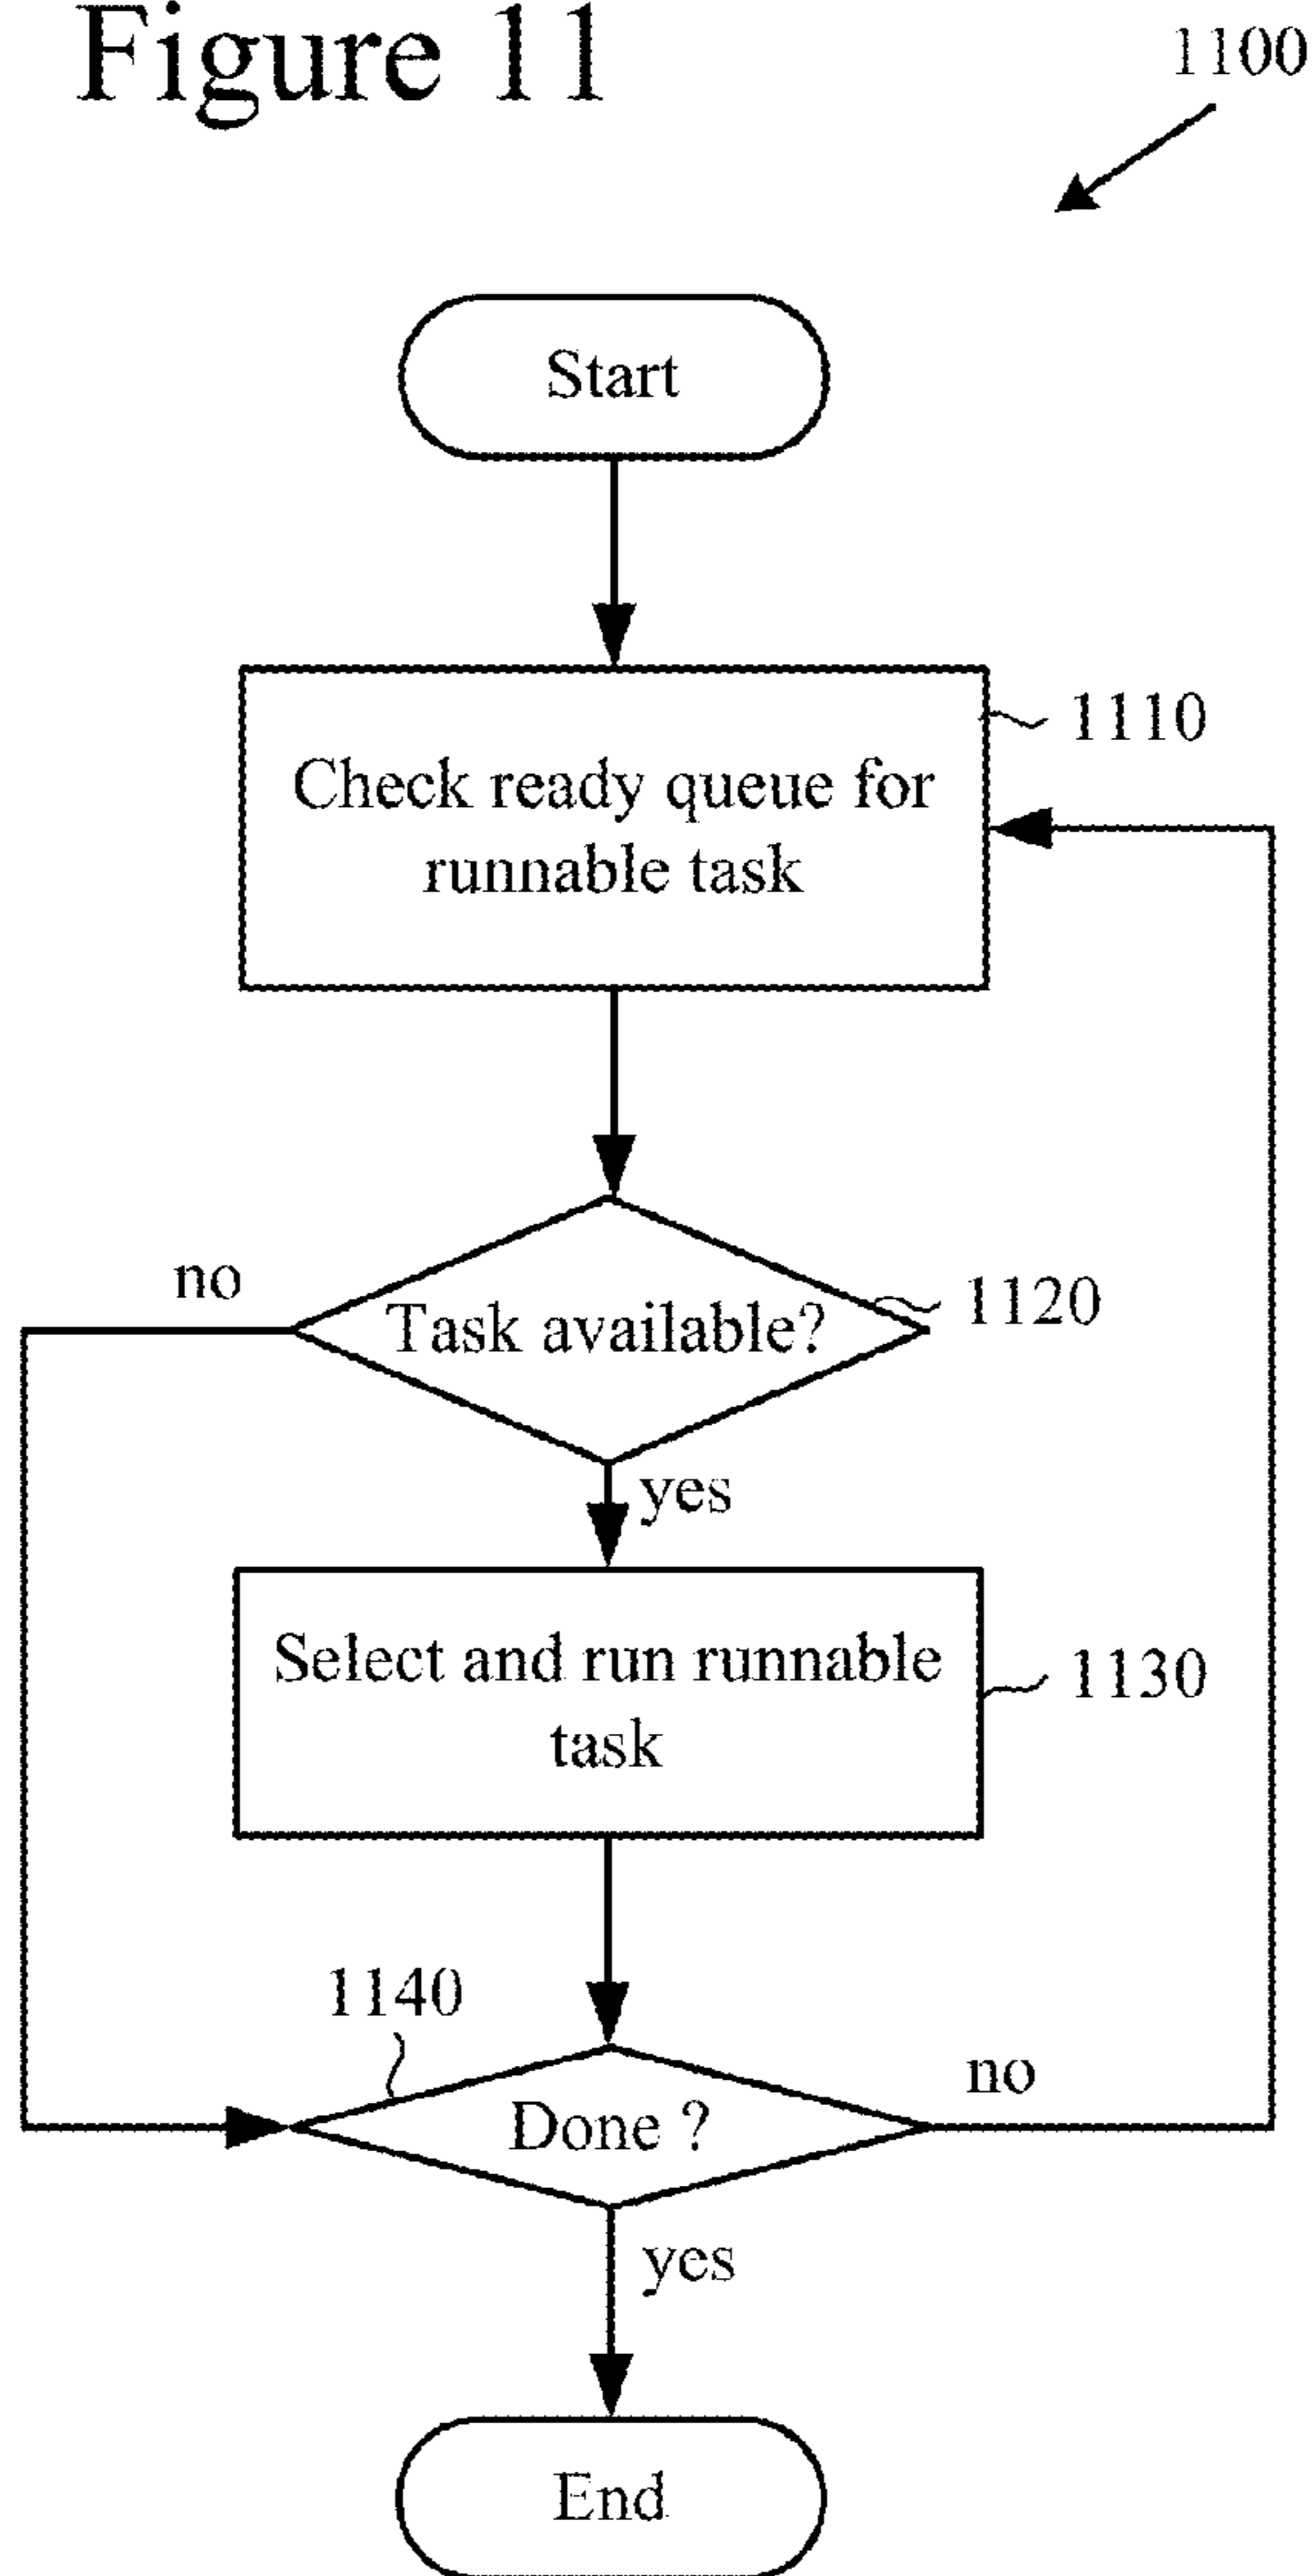 Figure 11
1100
Start
1110
Check ready queue for
runnable task
no
1120
Task available?
yes
Select and run runnable
task
1130
1140
no
Done ?
yes
End